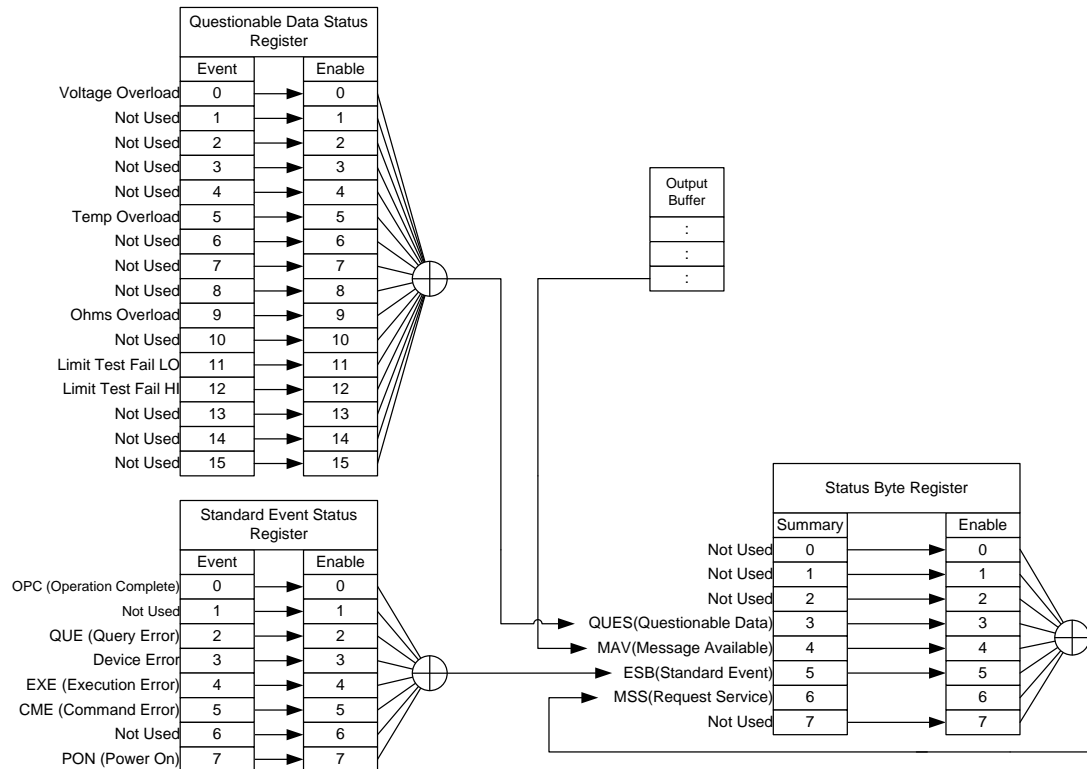 Questionable Data Status
Register
Event Enable
Voltage Overload 0 0
Not Used 1 1
Not Used 2 2
Not Used 3 3
Not Used 4 4
Temp Overload 5 5
Not Used 6 6
Not Used 7 7
Not Used 8 8
Ohms Overload 9 9
Not Used 10 10
Limit Test Fail LO 11 11
Limit Test Fail HI 12 12
Not Used 13 13
Not Used 14 14
Not Used 15 15
Output
Buffer
:
:
:
Standard Event Status
Register
Event Enable
OPC (Operation Complete) 0 0
Not Used 1 1
QUE (Query Error) 2 2
Device Error 3 3
EXE (Execution Error) 4 4
CME (Command Error) 5 5
Not Used 6 6
PON (Power On) 7 7
Status Byte Register
Summary Enable
Not Used 0 0
Not Used 1 1
Not Used 2 2
QUES(Questionable Data) 3 3
MAV(Message Available) 4 4
ESB(Standard Event) 5 5
MSS(Request Service) 6 6
Not Used 7 7